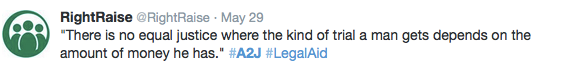 RightRaise @RightRaise · May 29
"There is no equal justice where the kind of trial a man gets depends on the
amount of money he has." #A2J #LegalAid